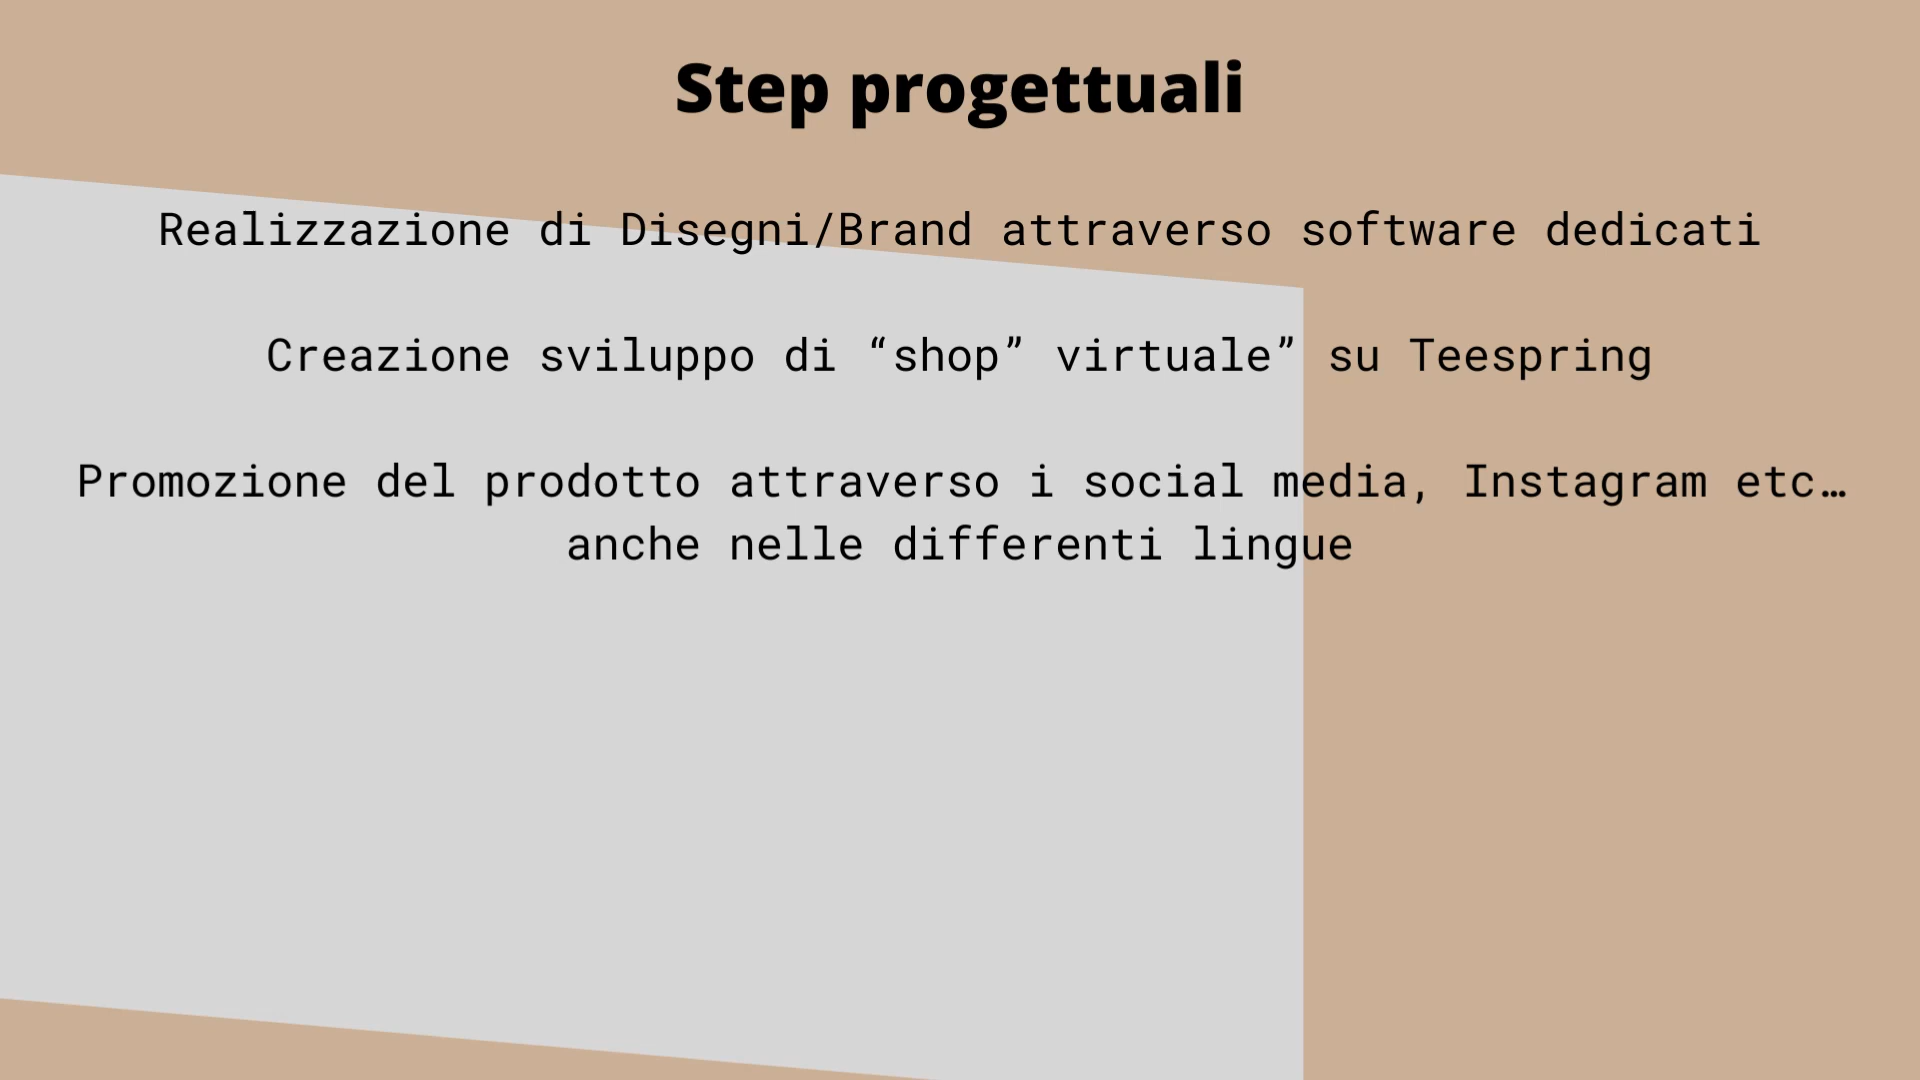 Step progettuali
Realizzazione di Disegni/Brand attraverso software dedicati
Creazione sviluppo di “shop” virtuale” su Teespring
Promozione del prodotto attraverso i social media, Instagram etc…
anche nelle differenti lingue